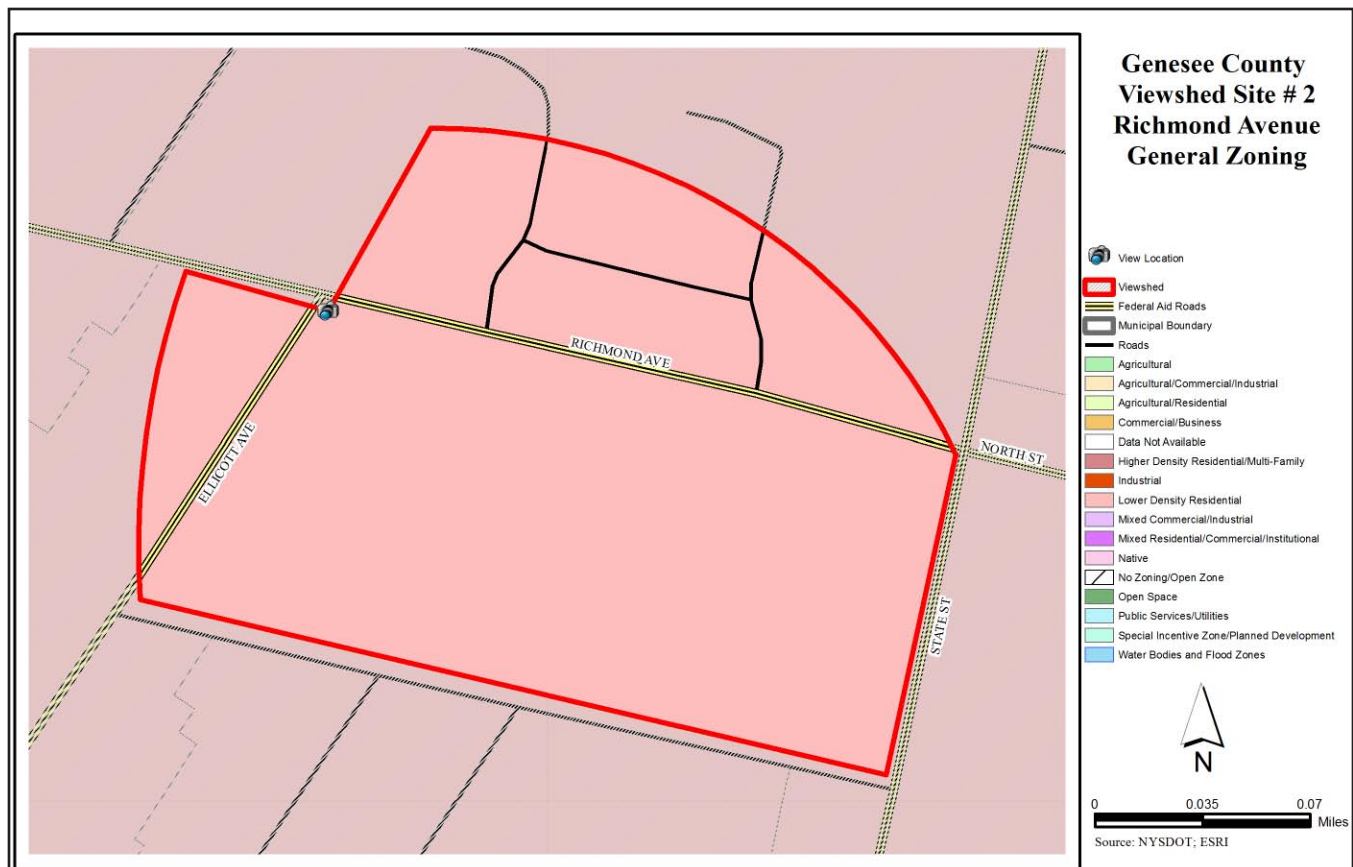 Genesee County
Viewshed Site # 2
Richmond Avenue
General Zoning
View Location
Viewshed
Federal Aid Roads
Municipal Boundary
Roads
Agricultural
Agricultural/Commercial/Industrial
Agricultural/Residential
Commercial/Business
Data Not Available
Higher Density Residential/Multi-Family
Industrial
Lower Density Residential
Mixed Commercial/Industrial
Mixed Residential/Commercial/Institutional
Native
No Zoning/Open Zone
Open Space
Public Services/Utilities
Special Incentive Zone/Planned Development
Water Bodies and Flood Zones
N
0 0.035 0.07
Miles
Source: NYSDOT; ESRI
RICHMOND AVE
ELLICOTT AVE
NORTH ST
STATE ST